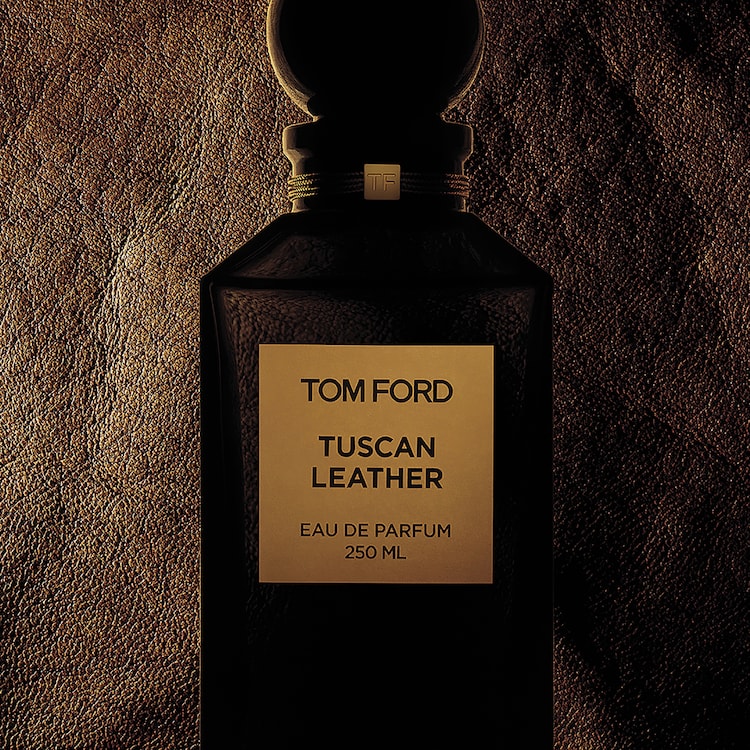 TF
TOM FORD
TUSCAN
LEATHER
EAU DE PARFUM
250 ML